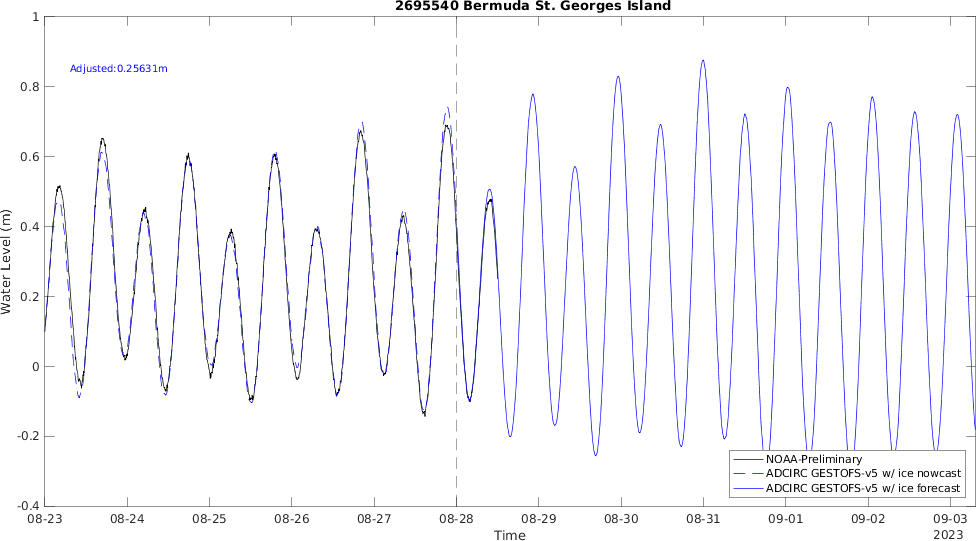 2695540 Bermuda St. Georges Island
Adjusted:0.25631m
Water Level (m)
1
0.8
0.6
0.4
0.2
0
-0.2
-0.4
NOAA-Preliminary
ADCIRC GESTOFS-v5 w/ ice nowcast
ADCIRC GESTOFS-v5 w/ ice forecast
08-23 08-24 08-25 08-26 08-27 08-28 08-29 08-30 08-31 09-01 09-02 09-03
Time
2023